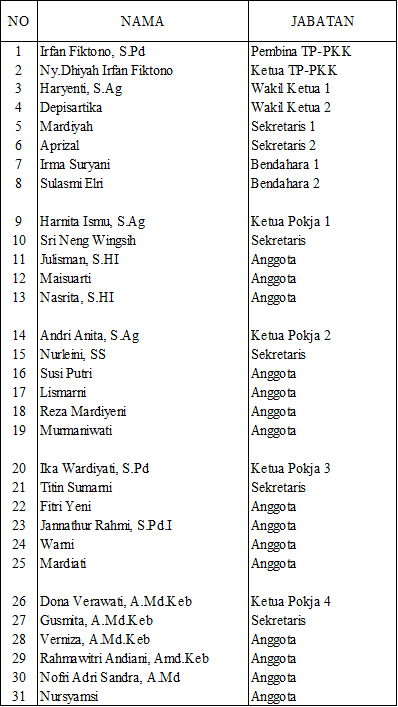 NO NAMA JABATAN
1 Irfan Fiktono, S.Pd Pembina TP-PKK
2 Ny.Dhiyah Irfan Fiktono Ketua TP-PKK
3 Haryenti, S.Ag Wakil Ketua 1
4 Depisartika Wakil Ketua 2
5 Mardiyah Sekretaris 1
6 Aprizal Sekretaris 2
7 Irma Suryani Bendahara 1
8 Sulasmi Elri Bendahara 2
9 Harnita Ismu, S.Ag Ketua Pokja 1
10 Sri Neng Wingsih Sekretaris
11 Julisman, S.HI Anggota
12 Maisuarti Anggota
13 Nasrita, S.HI Anggota
14 Andri Anita, S.Ag Ketua Pokja 2
15 Nurleini, SS Sekretaris
16 Susi Putri Anggota
17 Lismarni Anggota
18 Reza Mardiyeni Anggota
19 Murmaniwati Anggota
20 Ika Wardiyati, S.Pd Ketua Pokja 3
21 Titin Sumarni Sekretaris
22 Fitri Yeni Anggota
23 Jannathur Rahmi, S.Pd.I Anggota
24 Warni Anggota
25 Mardiati Anggota
26 Dona Verawati, A.Md.Keb Ketua Pokja 4
27 Gusmita, A.Md.Keb Sekretaris
28 Verniza, A.Md.Keb Anggota
29 Rahmawitri Andiani, Amd.Keb Anggota
30 Nofri Adri Sandra, A.Md Anggota
31 Nursyamsi Anggota